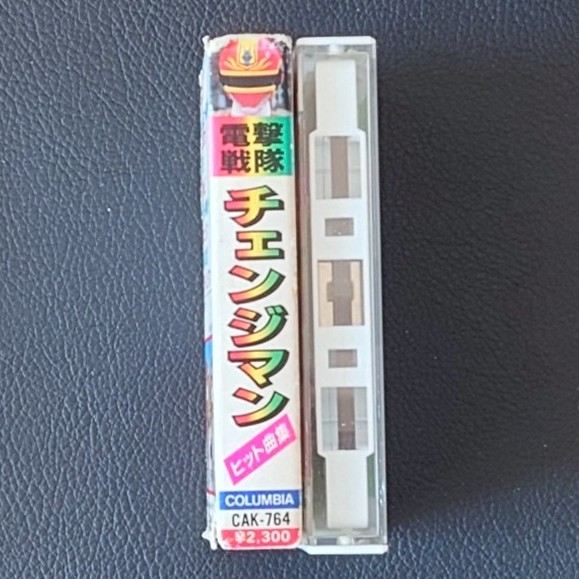 電撃
戦隊
チェンジマン
ヒット曲集
COLUMBIA
CAK-764
¥2,300